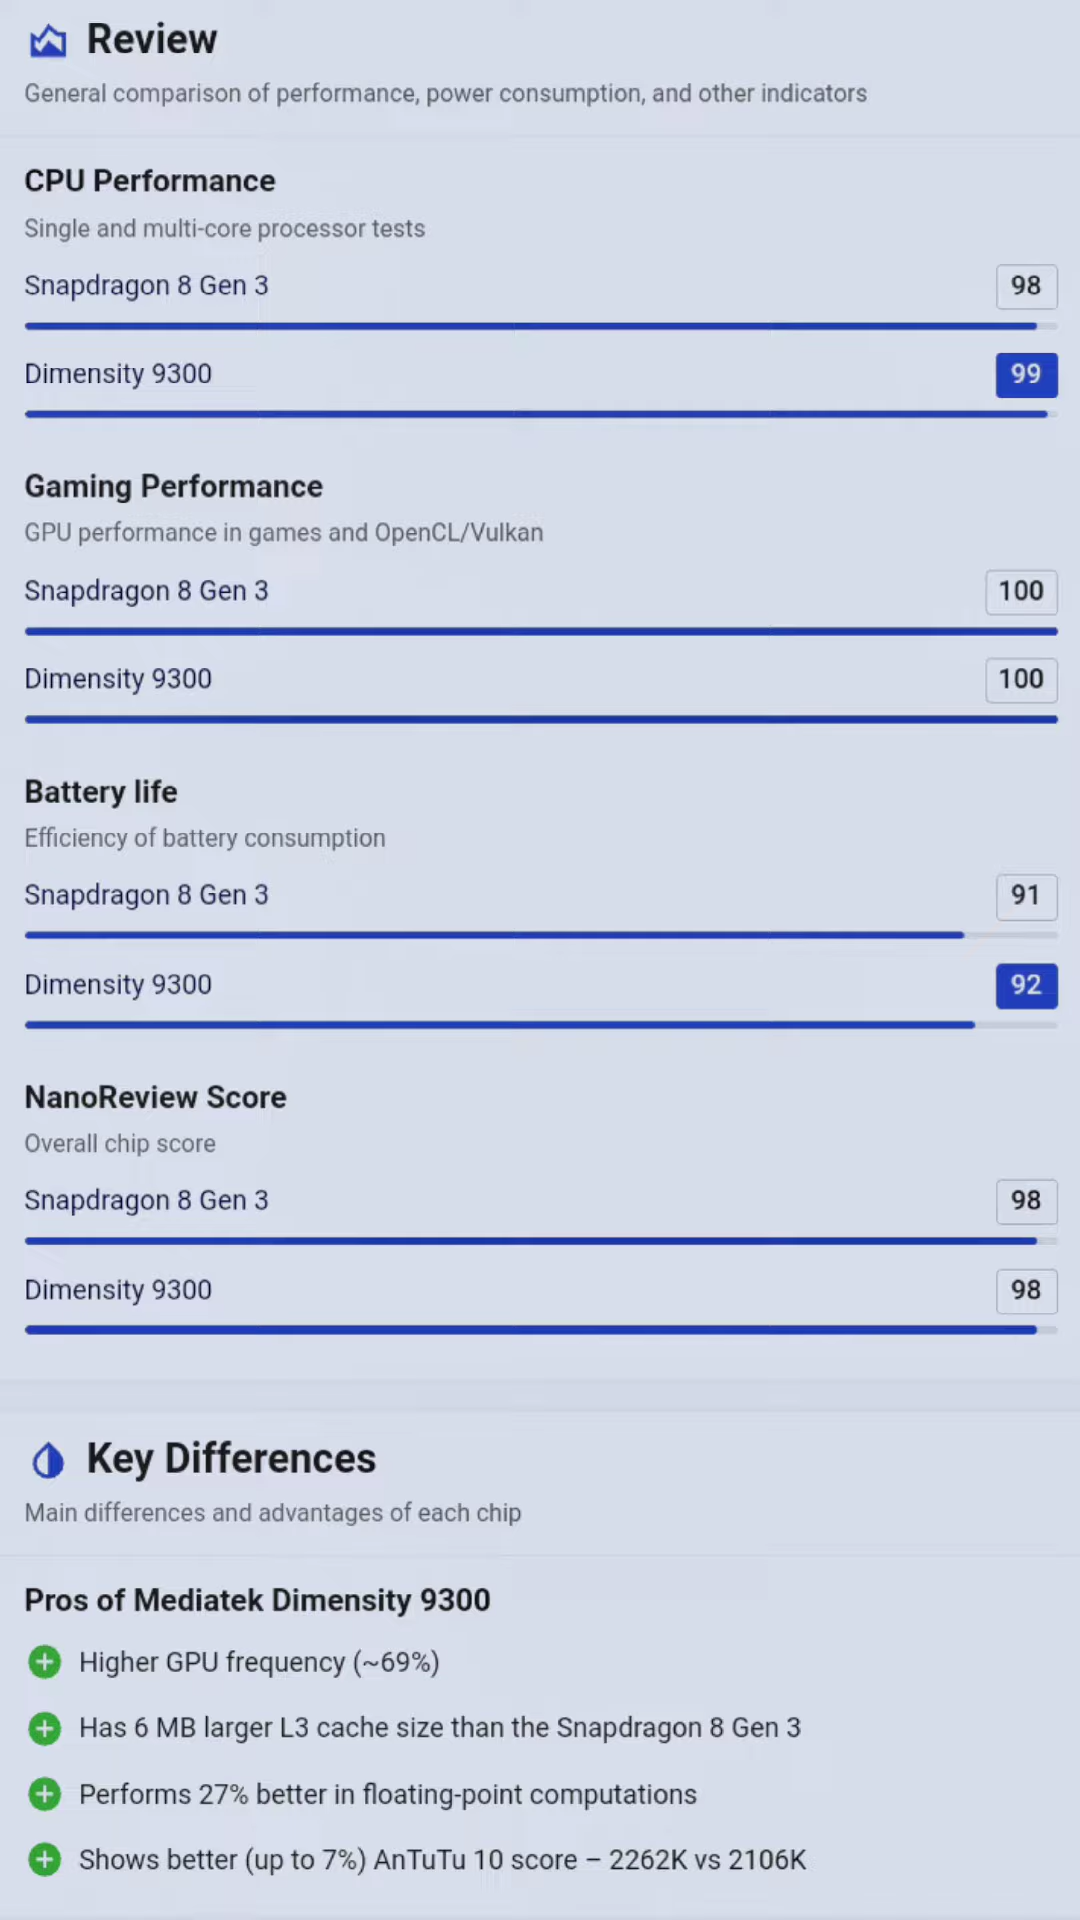 Review
General comparison of performance, power consumption, and other indicators
CPU Performance
Single and multi-core processor tests
Snapdragon 8 Gen 3
98
Dimensity 9300
99
Gaming Performance
GPU performance in games and OpenCL/Vulkan
Snapdragon 8 Gen 3
100
Dimensity 9300
100
Battery life
Efficiency of battery consumption
Snapdragon 8 Gen 3
91
Dimensity 9300
92
NanoReview Score
Overall chip score
Snapdragon 8 Gen 3
98
Dimensity 9300
98
Key Differences
Main differences and advantages of each chip
Pros of Mediatek Dimensity 9300
Higher GPU frequency (~69%)
Has 6 MB larger L3 cache size than the Snapdragon 8 Gen 3
Performs 27% better in floating-point computations
Shows better (up to 7%) AnTuTu 10 score – 2262K vs 2106K